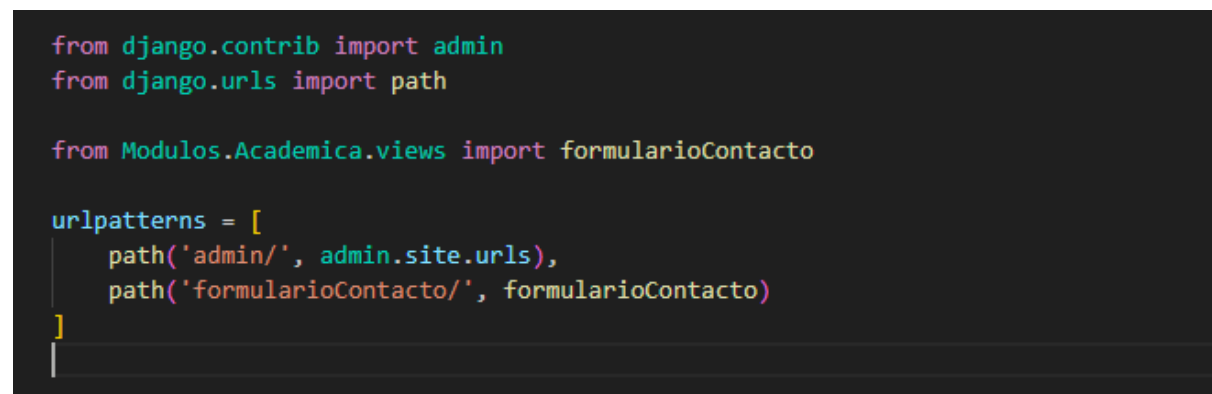 from django.contrib import admin
from django.urls import path

from Modulos.Academica.views import formularioContacto

urlpatterns = [
    path('admin/', admin.site.urls),
    path('formularioContacto/', formularioContacto)
]